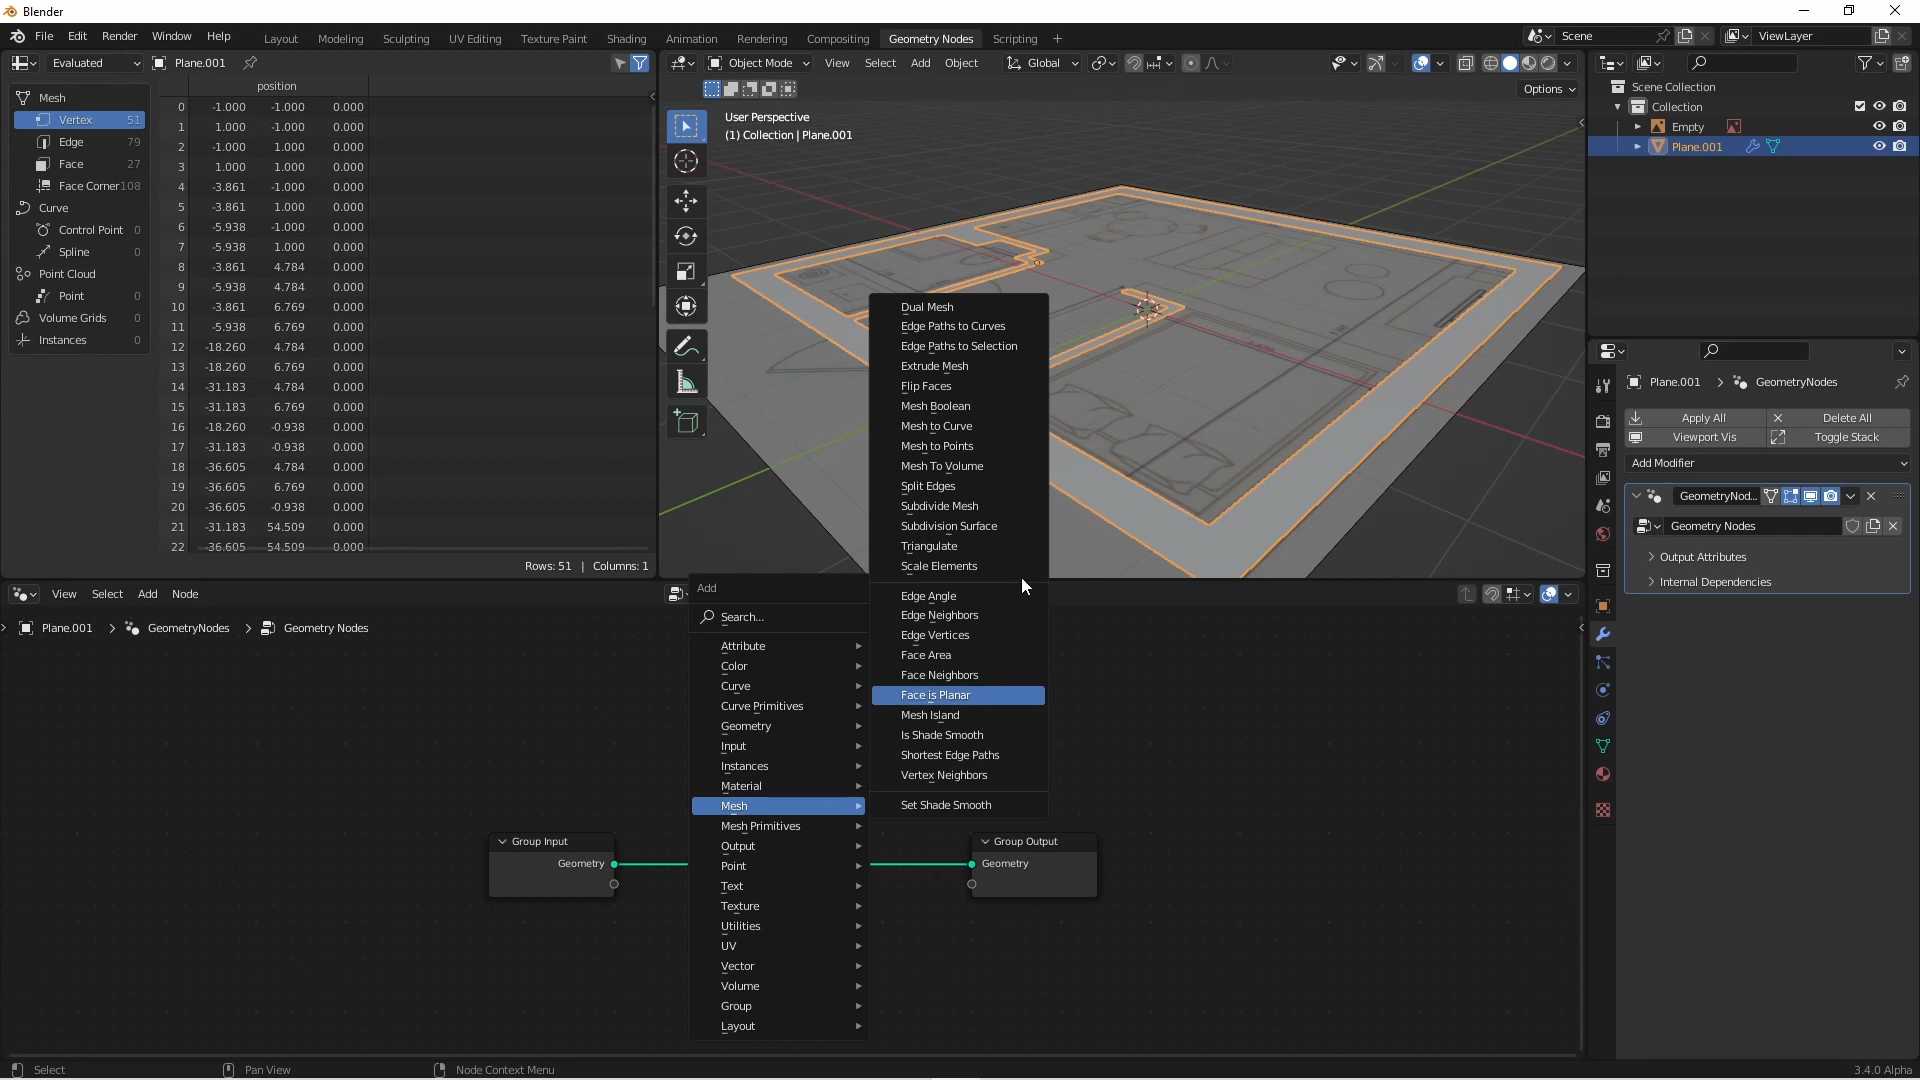 Blender
File Edit Render Window Help Layout Modeling Sculpting UV Editing Texture Paint Shading Animation Rendering Compositing Geometry Nodes Scripting + Scene ViewLayer
Evaluated Plane.001 Object Mode View Select Add Object Global
Options
position
Mesh
Vertex 51
Edge 79
Face 27
Face Corner 108
Curve
Control Point 0
Spline 0
Point Cloud
Point 0
Volume Grids 0
Instances 0
0 -1.000 -1.000 0.000
1 1.000 -1.000 0.000
2 -1.000 1.000 0.000
3 1.000 1.000 0.000
4 -3.861 -1.000 0.000
5 -3.861 1.000 0.000
6 -5.938 -1.000 0.000
7 -5.938 1.000 0.000
8 -3.861 4.784 0.000
9 -5.938 4.784 0.000
10 -3.861 6.769 0.000
11 -5.938 6.769 0.000
12 -18.260 4.784 0.000
13 -18.260 6.769 0.000
14 -31.183 4.784 0.000
15 -31.183 6.769 0.000
16 -18.260 -0.938 0.000
17 -31.183 -0.938 0.000
18 -36.605 4.784 0.000
19 -36.605 6.769 0.000
20 -36.605 -0.938 0.000
21 -31.183 54.509 0.000
22 -36.605 54.509 0.000
Rows: 51 | Columns: 1
User Perspective
(1) Collection | Plane.001
Scene Collection
Collection
Empty
Plane.001
Plane.001 > GeometryNodes
Apply All Delete All
Viewport Vis Toggle Stack
Add Modifier
GeometryNod...
Geometry Nodes
Output Attributes
Internal Dependencies
View Select Add Node
Plane.001 > GeometryNodes > Geometry Nodes
Add
Search...
Attribute
Color
Curve
Curve Primitives
Geometry
Input
Instances
Material
Mesh
Mesh Primitives
Output
Point
Text
Texture
Utilities
UV
Vector
Volume
Group
Layout
Dual Mesh
Edge Paths to Curves
Edge Paths to Selection
Extrude Mesh
Flip Faces
Mesh Boolean
Mesh to Curve
Mesh to Points
Mesh To Volume
Split Edges
Subdivide Mesh
Subdivision Surface
Triangulate
Scale Elements
Edge Angle
Edge Neighbors
Edge Vertices
Face Area
Face Neighbors
Face is Planar
Mesh Island
Is Shade Smooth
Shortest Edge Paths
Vertex Neighbors
Set Shade Smooth
Group Input
Geometry
Group Output
Geometry
Select Pan View Node Context Menu 3.4.0 Alpha